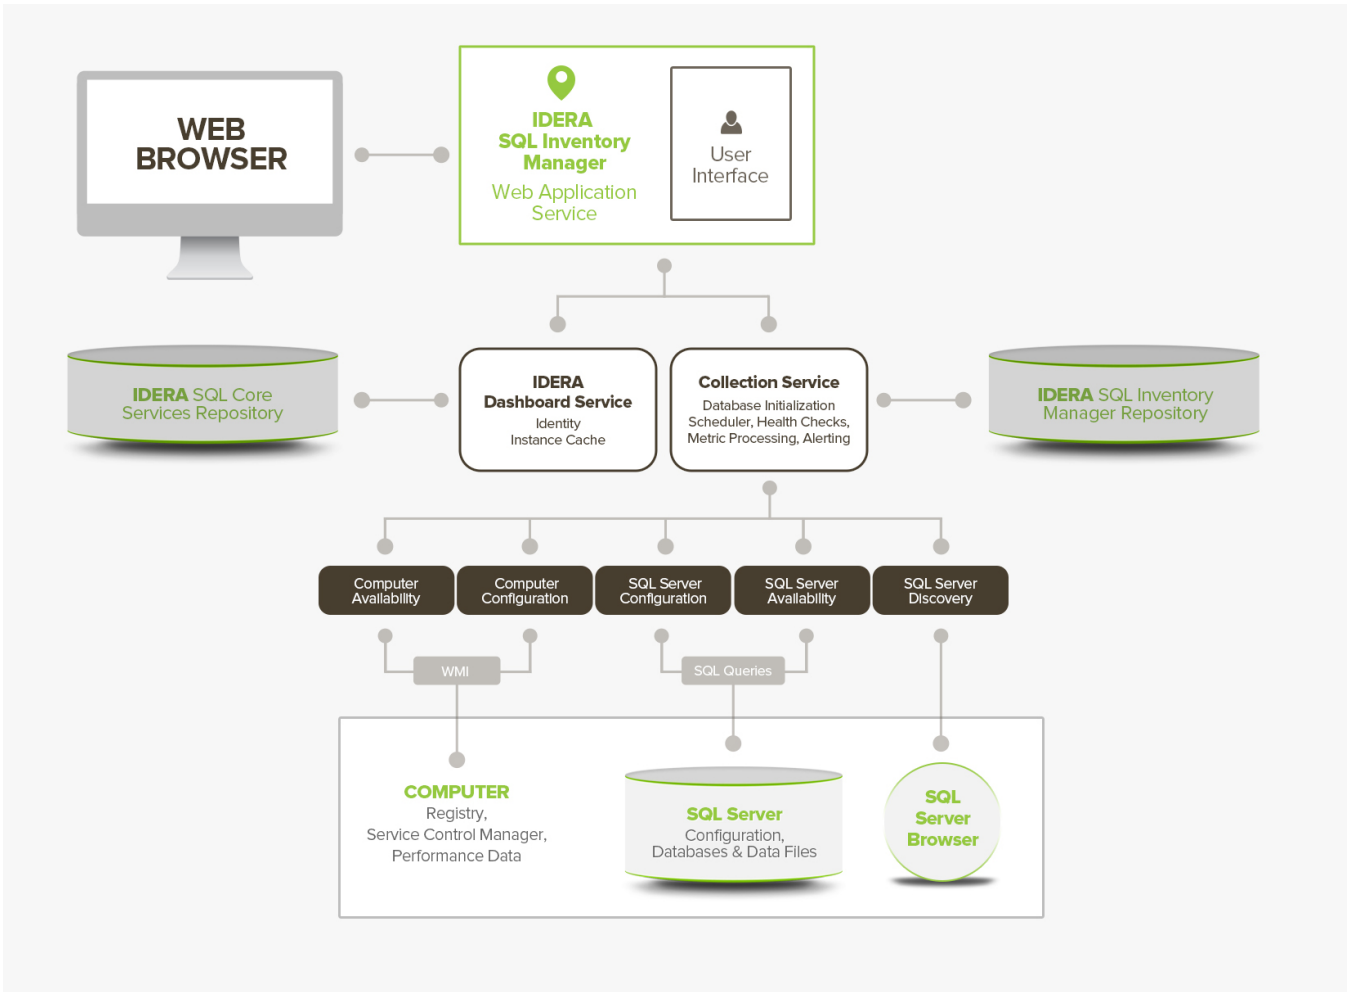 WEB
BROWSER
IDERA
SQL Inventory
Manager
Web Application
Service
User
Interface
IDERA SQL Core
Services Repository
IDERA
Dashboard Service
Identity
Instance Cache
Collection Service
Database Initialization
Scheduler, Health Checks,
Metric Processing, Alerting
IDERA SQL Inventory
Manager Repository
Computer
Availability
Computer
Configuration
SQL Server
Configuration
SQL Server
Availability
SQL Server
Discovery
WMI
SQL Queries
COMPUTER
Registry,
Service Control Manager,
Performance Data
SQL Server
Configuration,
Databases & Data Files
SQL
Server
Browser